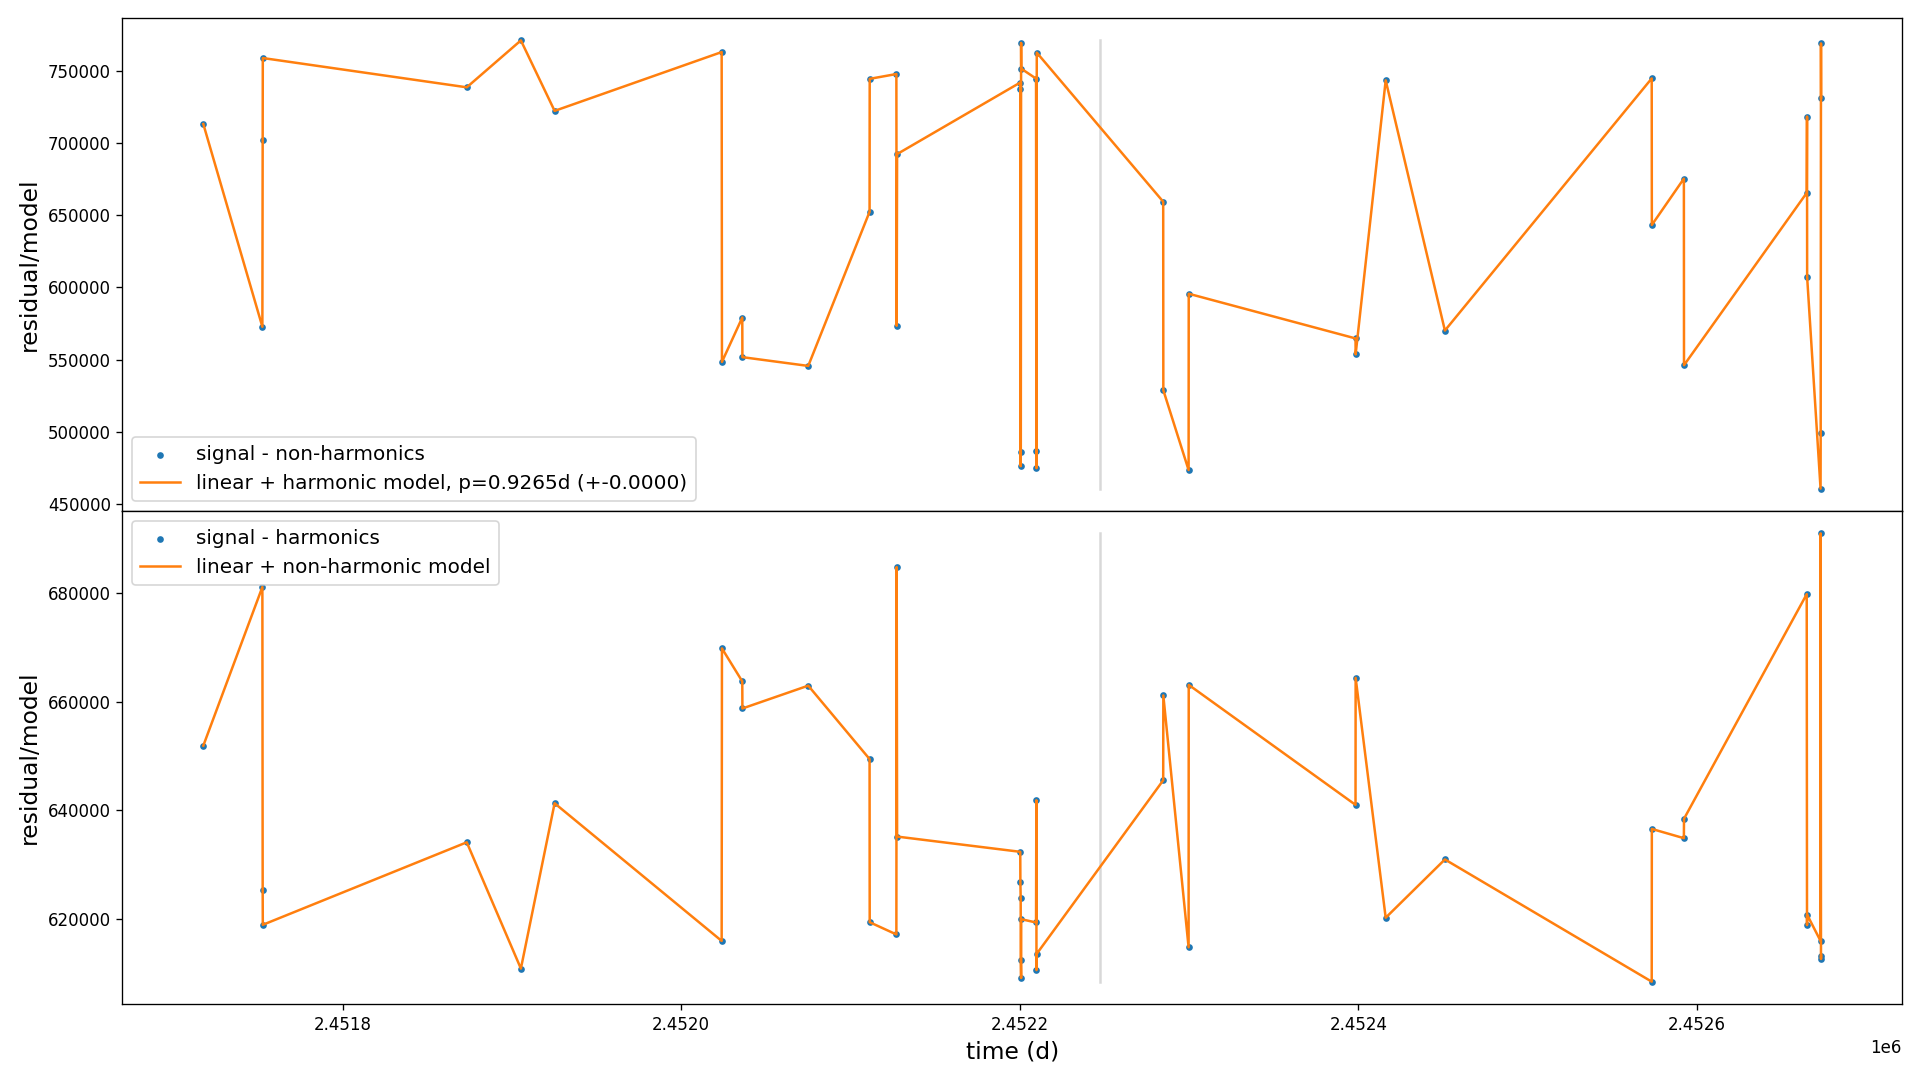 750000
700000
650000
600000
550000
500000
450000
residual/model
signal - non-harmonics
linear + harmonic model, p=0.9265d (+-0.0000)
signal - harmonics
linear + non-harmonic model
680000
660000
640000
620000
residual/model
2.4518 2.4520 2.4522 2.4524 2.4526
1e6
time (d)